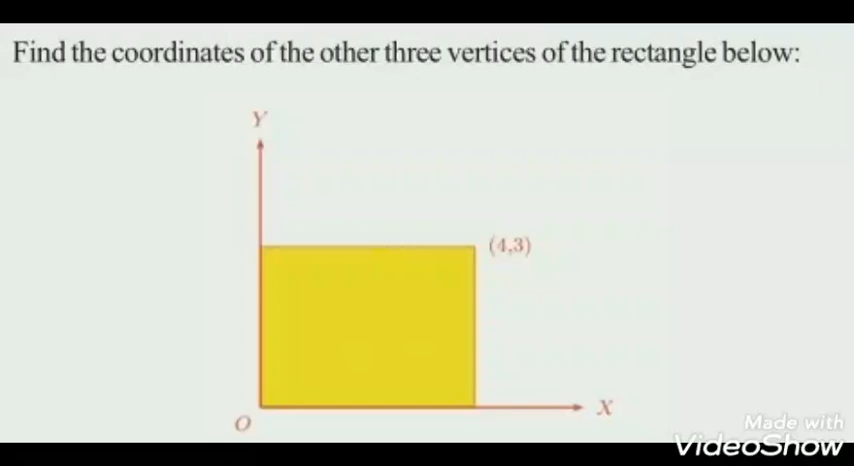 Find the coordinates of the other three vertices of the rectangle below:
Y
(4,3)
X
O
Made with
VideoShow